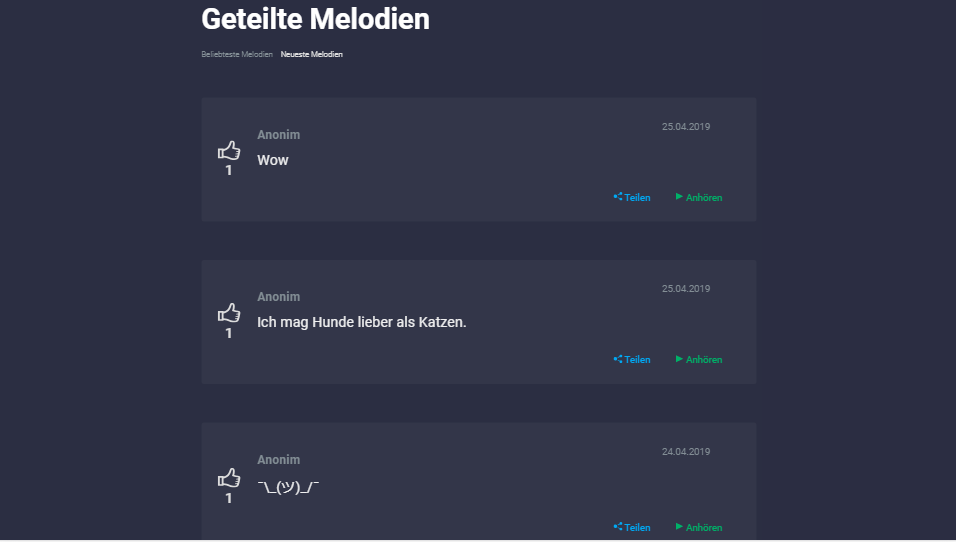 Geteilte Melodien
Beliebteste Melodien Neueste Melodien
Anonim 25.04.2019
Wow
1
Teilen Anhören
Anonim 25.04.2019
Ich mag Hunde lieber als Katzen.
1
Teilen Anhören
Anonim 24.04.2019
¯\_(ツ)_/¯
1
Teilen Anhören